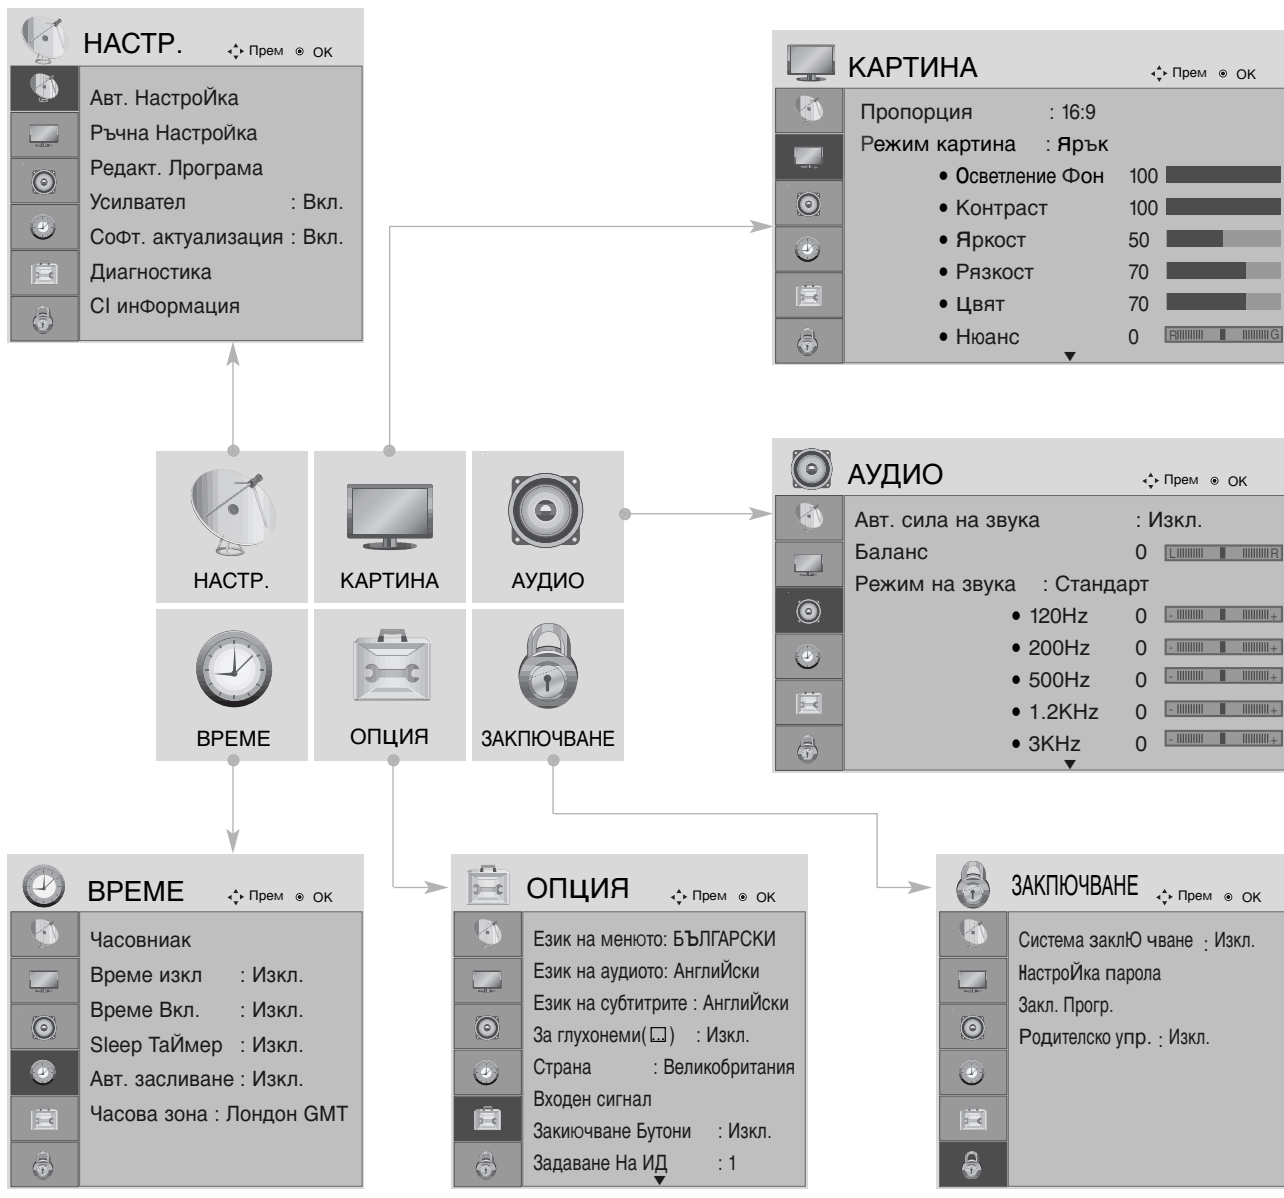 НАСТР.
Прем OK
Авт. НастроЙка
Ръчна НастроЙка
Редакт. Лрограма
Усилвател : Вкл.
СоФт. актуализация : Вкл.
Диагностика
CI инФормация
КАРТИНА
Прем OK
Пропорция : 16:9
Режим картина : Ярък
• Осветление Фон 100
• Контраст 100
• Яркост 50
• Рязкост 70
• Цвят 70
• Нюанс 0 R G
НАСТР.
КАРТИНА
АУДИО
ВРЕМЕ
ОПЦИЯ
ЗАКПЮЧВАНЕ
АУДИО
Прем OK
Авт. сила на звука : Изкл.
Баланс 0 L R
Режим на звука : Стандарт
• 120Hz 0 - +
• 200Hz 0 - +
• 500Hz 0 - +
• 1.2KHz 0 - +
• 3KHz 0 - +
ВРЕМЕ
Прем OK
Часовниак
Време изкл : Изкл.
Време Вкл. : Изкл.
Sleep ТаЙмер : Изкл.
Авт. засливане : Изкл.
Часова зона : Лондон GMT
ОПЦИЯ
Прем OK
Език на менюто: БЪЛГАРСКИ
Език на аудиото: АнглиЙски
Език на субтитрите : АнглиЙски
За глухонеми( ) : Изкл.
Страна : Великобритания
Входен сигнал
Закиючване Бутони : Изкл.
Задаване На ИД : 1
ЗАКПЮЧВАНЕ
Прем OK
Система заклЮ чване : Изкл.
НастроЙка парола
Закл. Прогр.
Родителско упр. : Изкл.